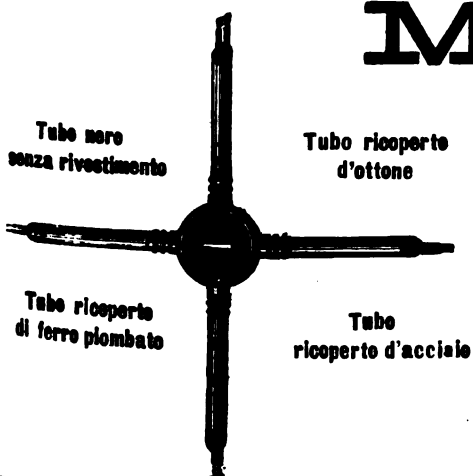 M
Tubo nero
senza rivestimento
Tubo ricoperto
d'ottone
Tubo ricoperto
di ferro piombato
Tubo
ricoperto d'acciaio